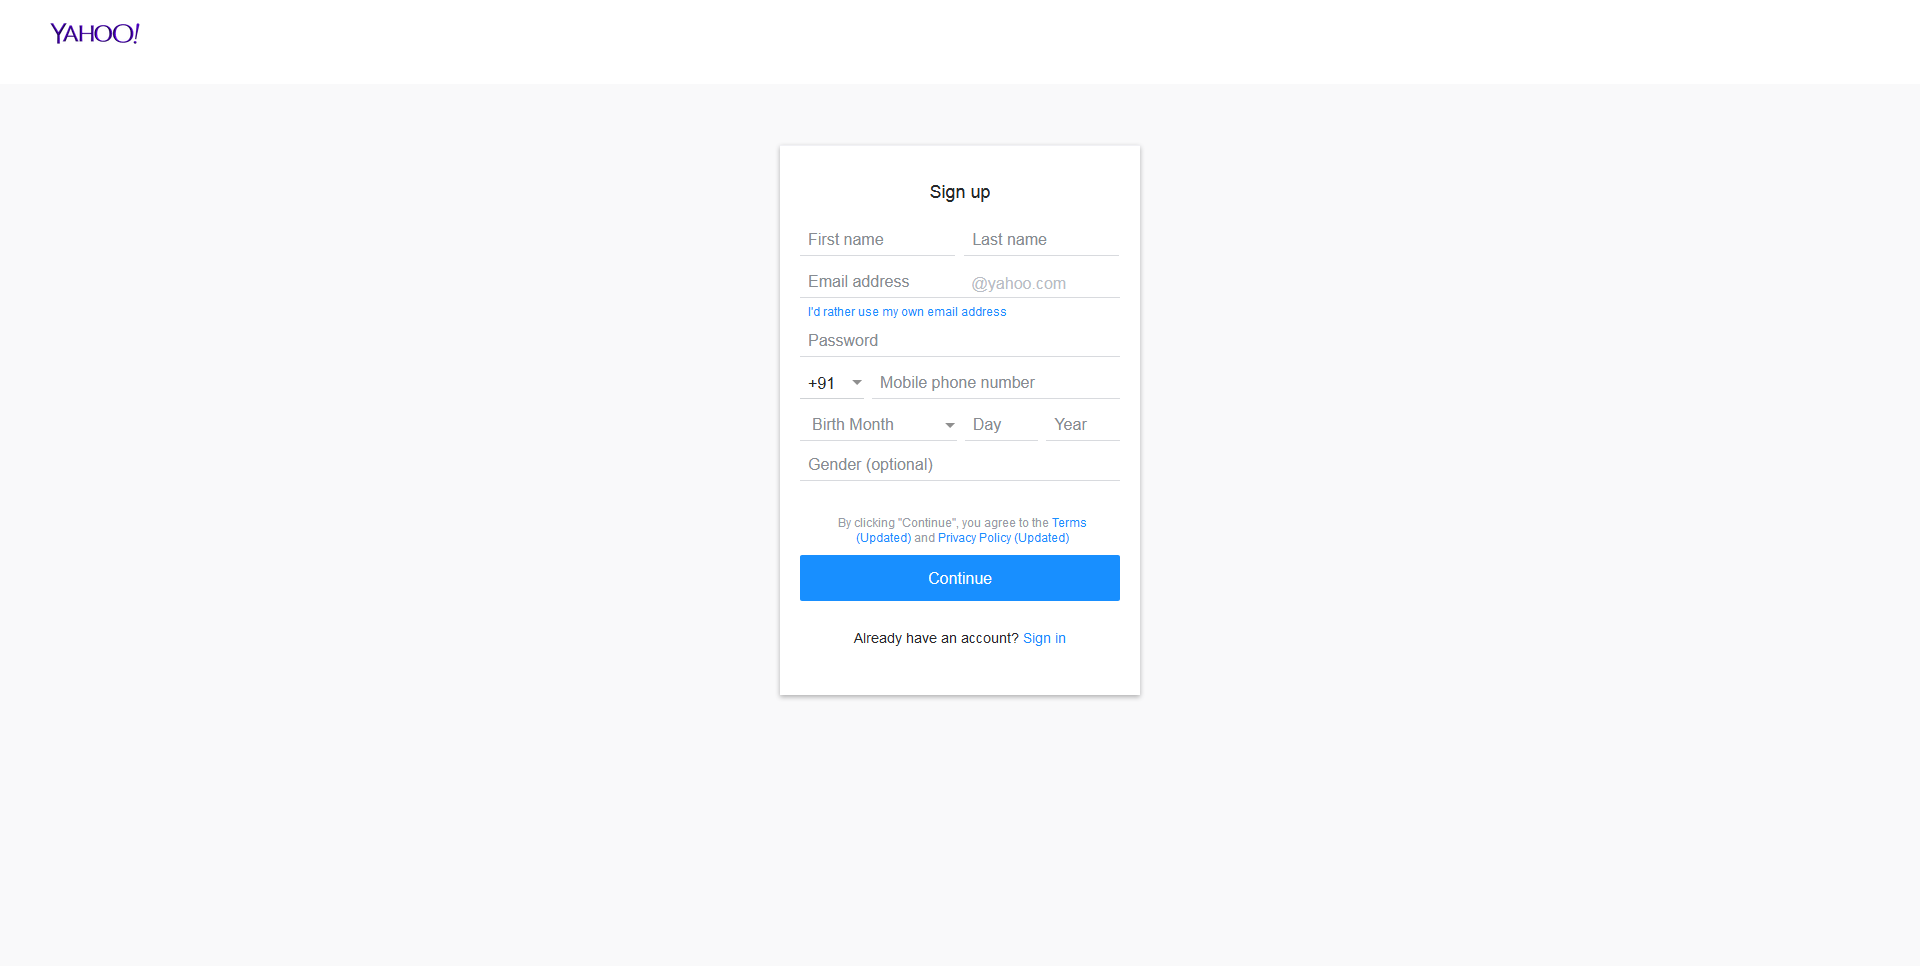 YAHOO!
Sign up
First name Last name
Email address @yahoo.com
I'd rather use my own email address
Password
+91 Mobile phone number
Birth Month Day Year
Gender (optional)
By clicking "Continue", you agree to the Terms
(Updated) and Privacy Policy (Updated)
Continue
Already have an account? Sign in